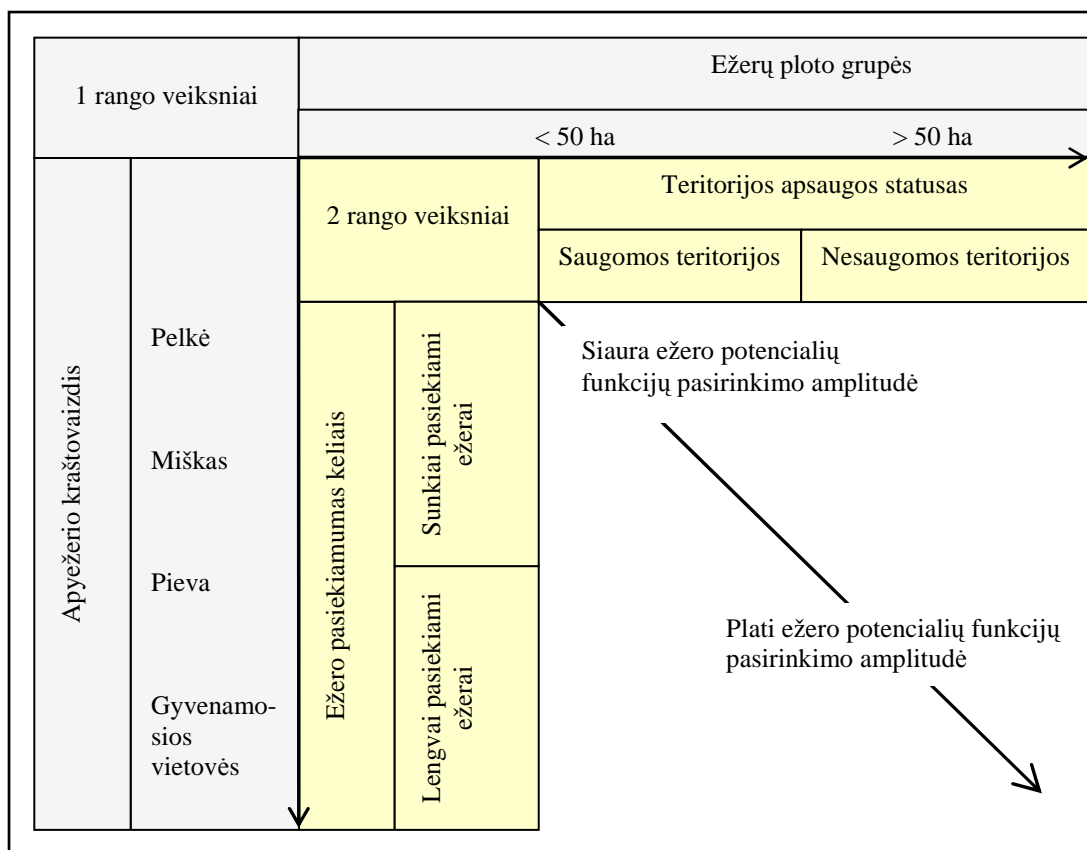 Ežerų ploto grupės
1 rango veiksniai
< 50 ha
> 50 ha
Teritorijos apsaugos statusas
2 rango veiksniai
Saugomos teritorijos
Nesaugomos teritorijos
Apyežerio kraštovaizdis
Pelkė
Miškas
Pieva
Gyvenamo-
sios
vietovės
Ežero pasiekiamumas keliais
Sunkiai pasiekiami
ežerai
Lengvai pasiekiami
ežerai
Siaura ežero potencialių
funkcijų pasirinkimo amplitudė
Plati ežero potencialių funkcijų
pasirinkimo amplitudė